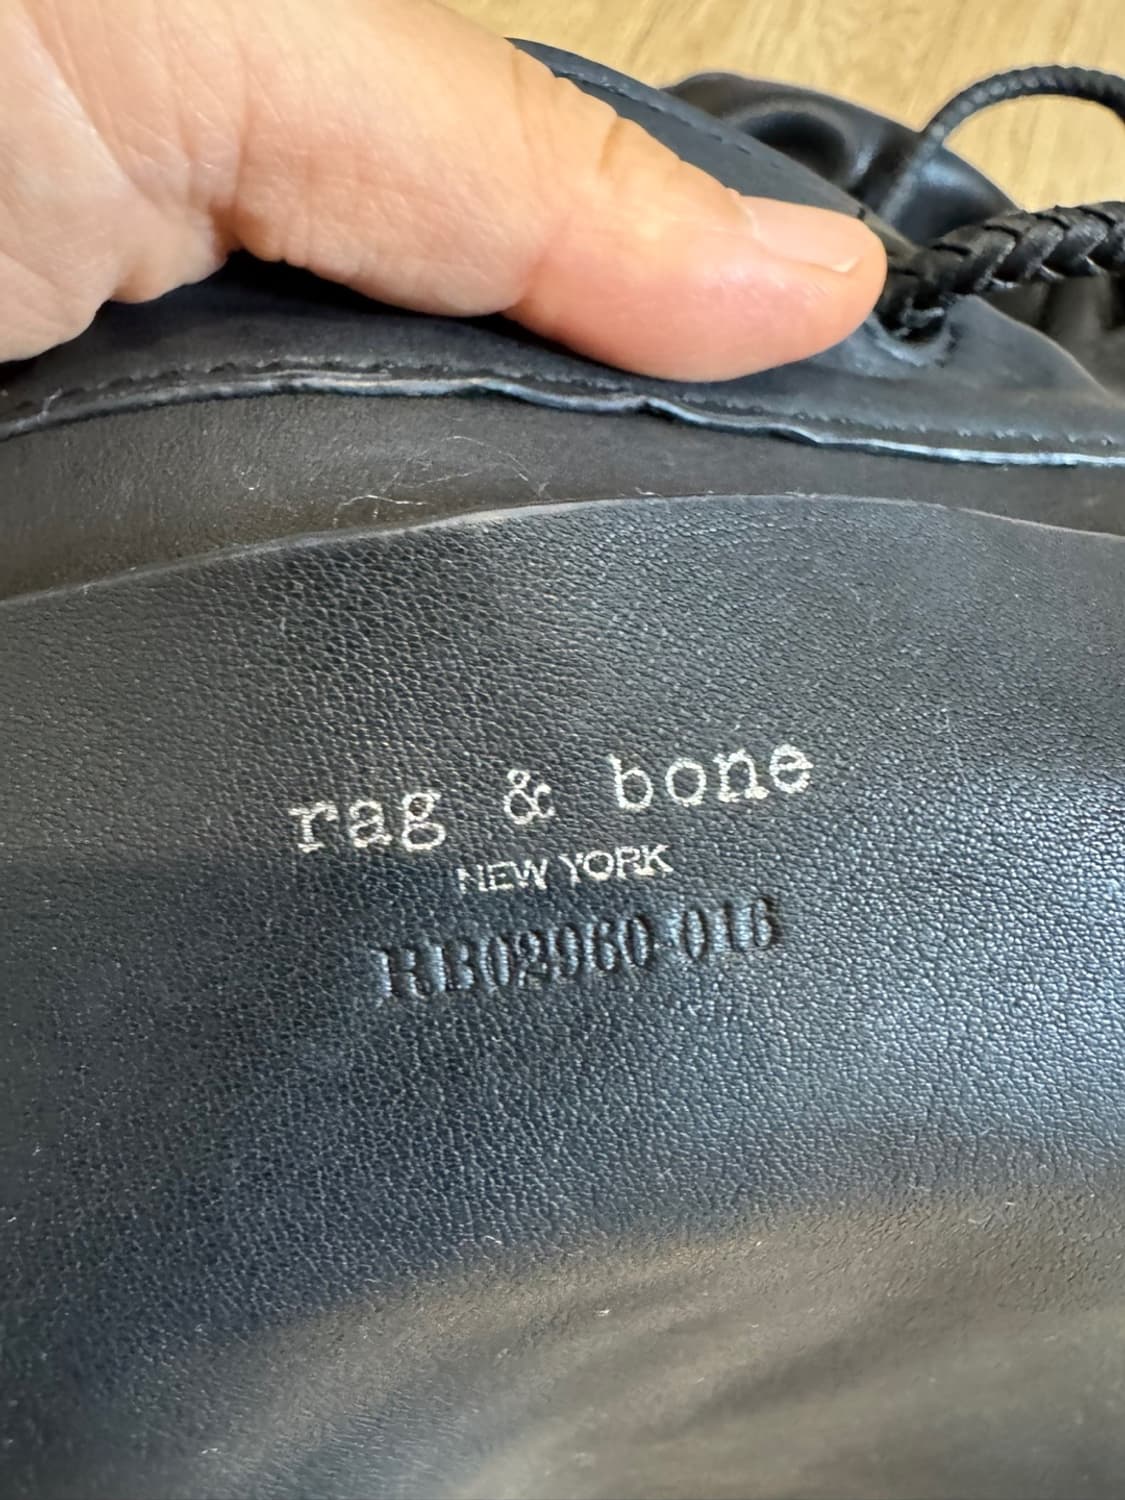 rag & bone
NEW YORK
RB02960-016